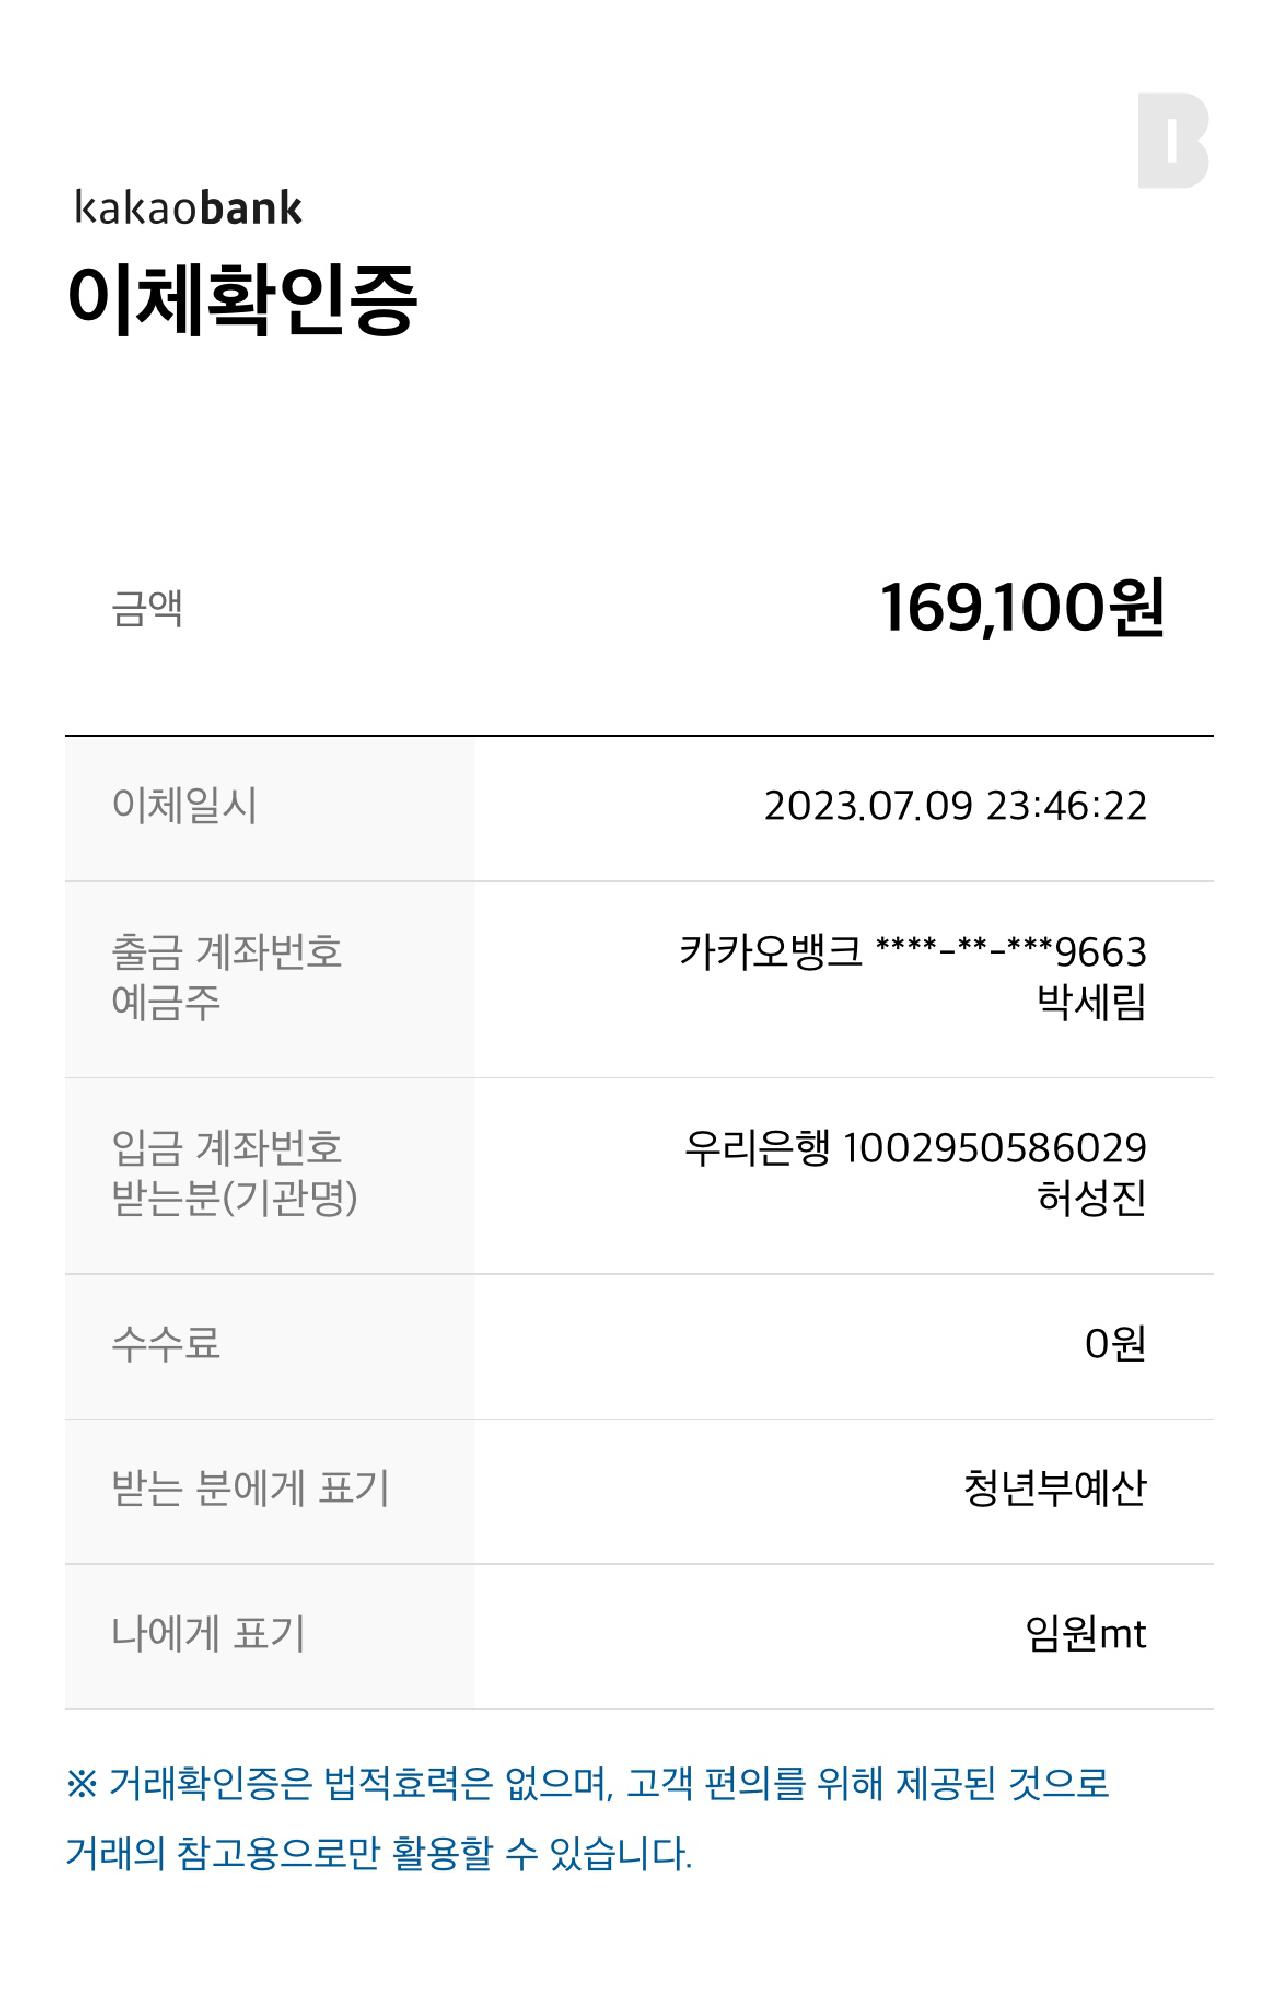 kakaobank
이체확인증
금액 169,100원
이체일시 2023.07.09 23:46:22
출금 계좌번호 카카오뱅크 ****-**-***9663
예금주 박세림
입금 계좌번호 우리은행 1002950586029
받는분(기관명) 허성진
수수료 0원
받는 분에게 표기 청년부예산
나에게 표기 임원mt
※ 거래확인증은 법적효력은 없으며, 고객 편의를 위해 제공된 것으로
거래의 참고용으로만 활용할 수 있습니다.